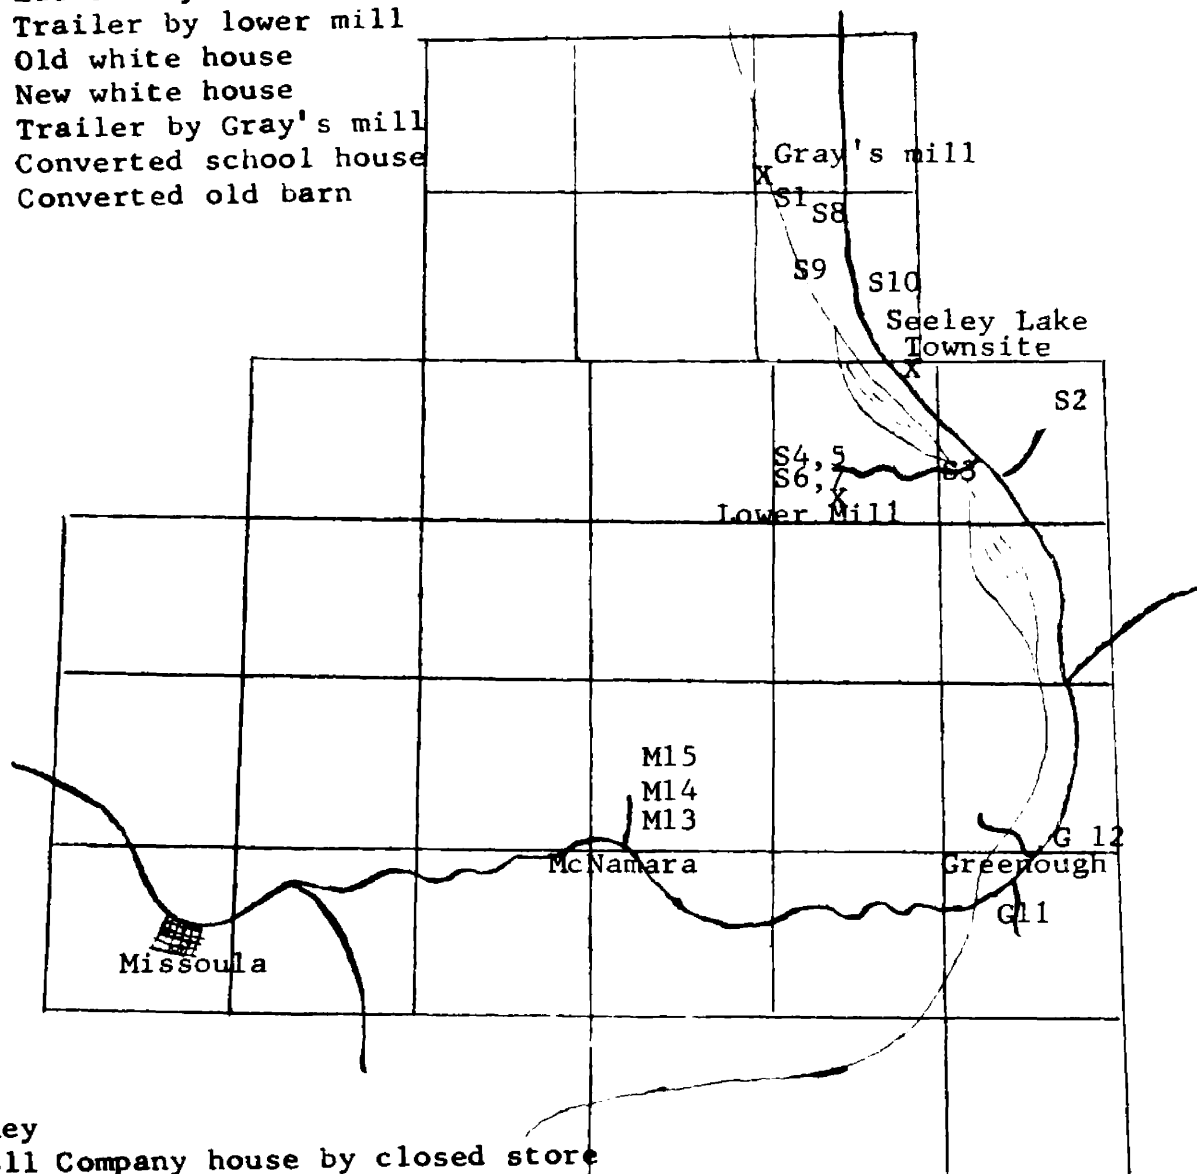 Trailer by lower mill
Old white house
New white house
Trailer by Gray's mill
Converted school house
Converted old barn
Gray's mill
X
S1
S8
S9
S10
Seeley Lake
Townsite
X
S2
S4,5
S3
S6,
X
Lower Mill
M15
M14
M13
G 12
McNamara
Greenough
G11
Missoula
ey
ll Company house by closed store